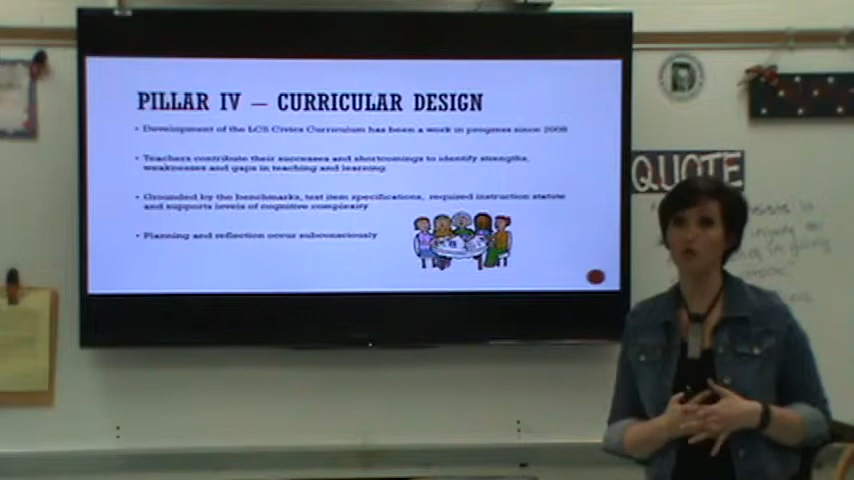 PILLAR IV — CURRICULAR DESIGN
• Development of the LCS Civics Curriculum has been a work in progress since 2008
• Teachers contribute their successes and shortcomings to identify strengths,
weaknesses and gaps in teaching and learning
• Grounded by the benchmarks, test item specifications, required instruction statute
and supports levels of cognitive complexity
• Planning and reflection occur subconsciously
QUOTE